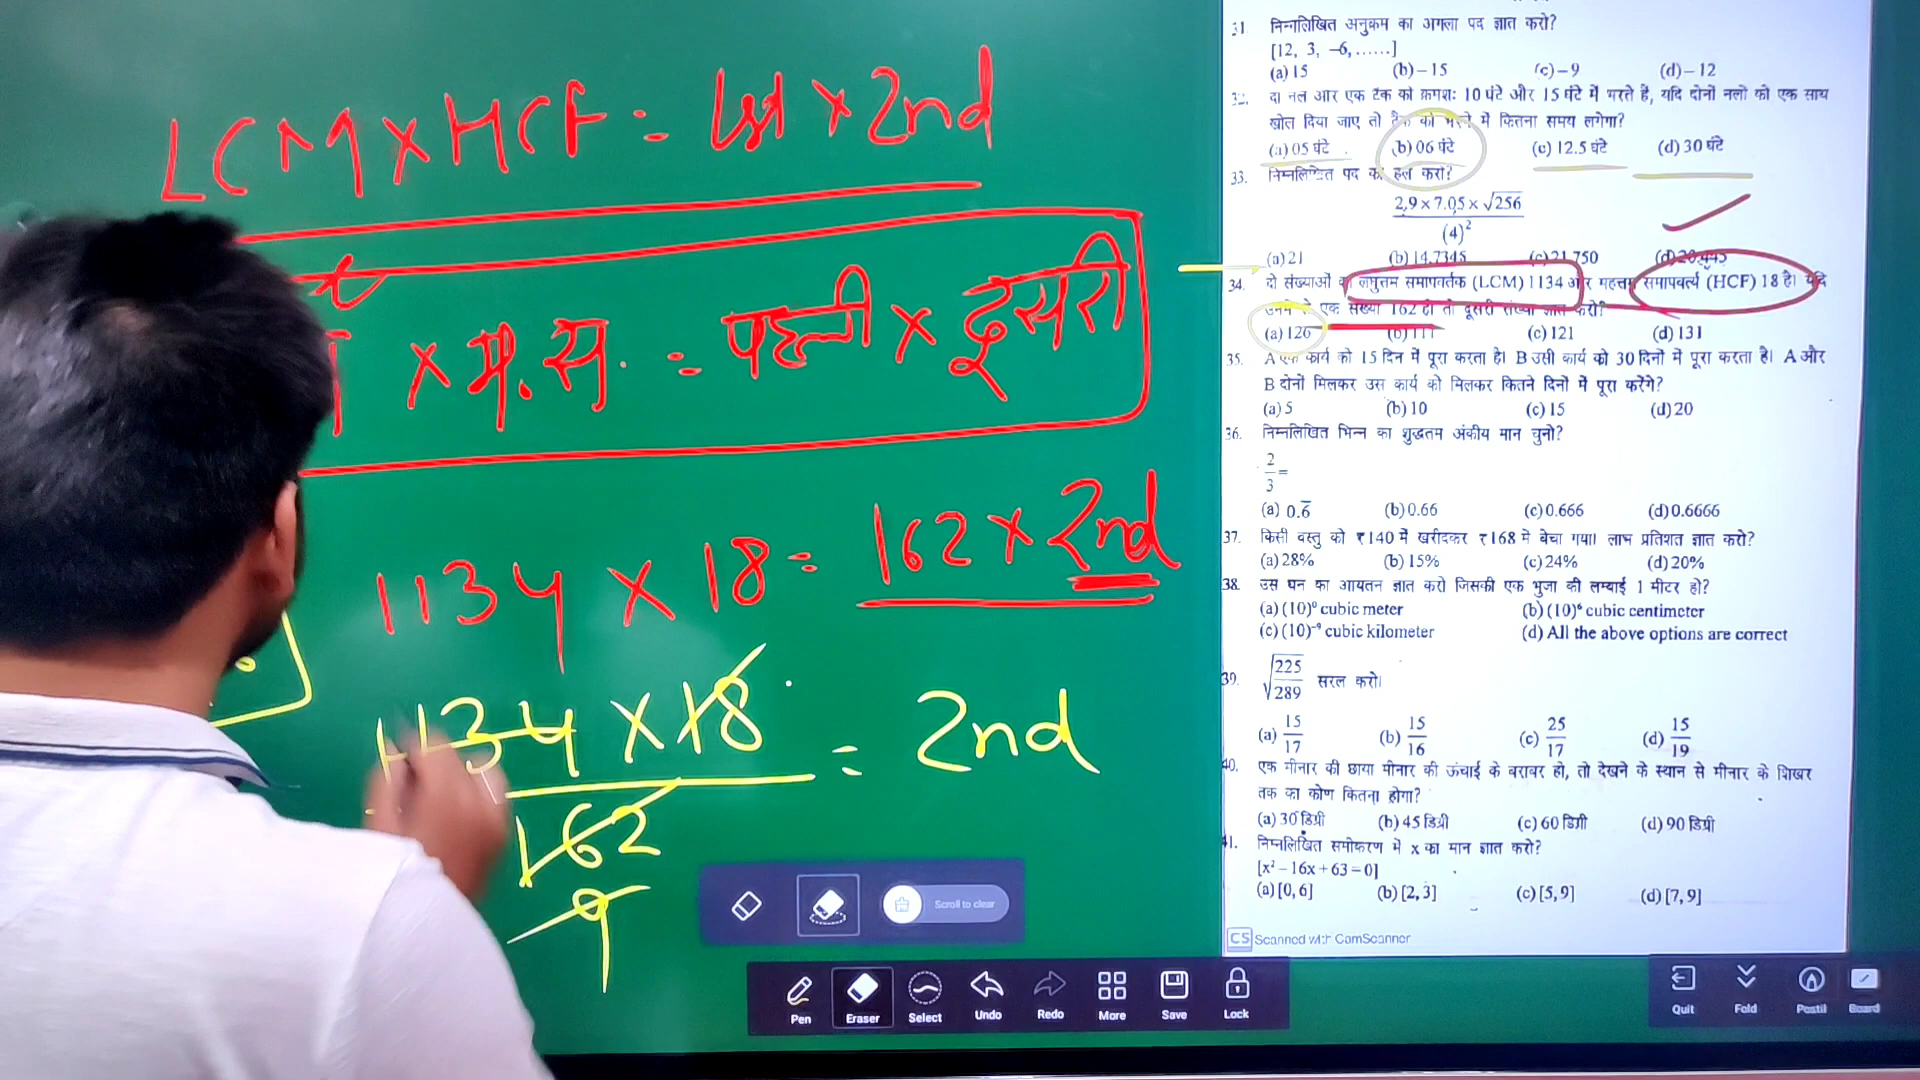 LCM × HCF = Ist × 2nd
× म.स. = पहली × दूसरी
1134 × 18 = 162 × 2nd
1134 × 18 = 2nd
162
9
Scroll to clear
Pen Eraser Select Undo Redo More Save Lock
31. निम्नलिखित अनुक्रम का अगला पद ज्ञात करो?
[12, 3, –6,......]
(a) 15 (b) – 15 (c) – 9 (d) – 12
32. दो नल और एक टैंक को क्रमशः 10 घंटे और 15 घंटे में भरते हैं, यदि दोनों नलों को एक साथ
खोल दिया जाए तो टैंक को भरने में कितना समय लगेगा?
(a) 05 घंटे (b) 06 घंटे (c) 12.5 घंटे (d) 30 घंटे
33. निम्नलिखित पद को हल करो?
2.9 × 7.05 × √256
(4)²
(a) 21 (b) 14.7345 (c) 21.750 (d) 20.445
34. दो संख्याओं का लघुत्तम समापवर्तक (LCM) 1134 और महत्तम समापवर्त्य (HCF) 18 है। यदि
उनमें से एक संख्या 162 हो तो दूसरी संख्या ज्ञात करो?
(a) 126 (b) 111 (c) 121 (d) 131
35. A एक कार्य को 15 दिन में पूरा करता है। B उसी कार्य को 30 दिनों में पूरा करता है। A और
B दोनों मिलकर उस कार्य को मिलकर कितने दिनों में पूरा करेंगे?
(a) 5 (b) 10 (c) 15 (d) 20
36. निम्नलिखित भिन्न का शुद्धतम अंकीय मान चुनो?
2/3 =
(a) 0.6̅ (b) 0.66 (c) 0.666 (d) 0.6666
37. किसी वस्तु को ₹140 में खरीदकर ₹168 मे बेचा गया। लाभ प्रतिशत ज्ञात करो?
(a) 28% (b) 15% (c) 24% (d) 20%
38. उस घन का आयतन ज्ञात करो जिसकी एक भुजा की लम्बाई 1 मीटर हो?
(a) (10)⁰ cubic meter (b) (10)⁶ cubic centimeter
(c) (10)⁻⁹ cubic kilometer (d) All the above options are correct
39. √225/289 सरल करो।
(a) 15/17 (b) 15/16 (c) 25/17 (d) 15/19
40. एक मीनार की छाया मीनार की ऊंचाई के बराबर हो, तो देखने के स्थान से मीनार के शिखर
तक का कोण कितना होगा?
(a) 30 डिग्री (b) 45 डिग्री (c) 60 डिग्री (d) 90 डिग्री
41. निम्नलिखित समीकरण में x का मान ज्ञात करो?
[x² – 16x + 63 = 0]
(a) [0, 6] (b) [2, 3] (c) [5, 9] (d) [7, 9]
CS Scanned with CamScanner
Quit Fold Postil Board